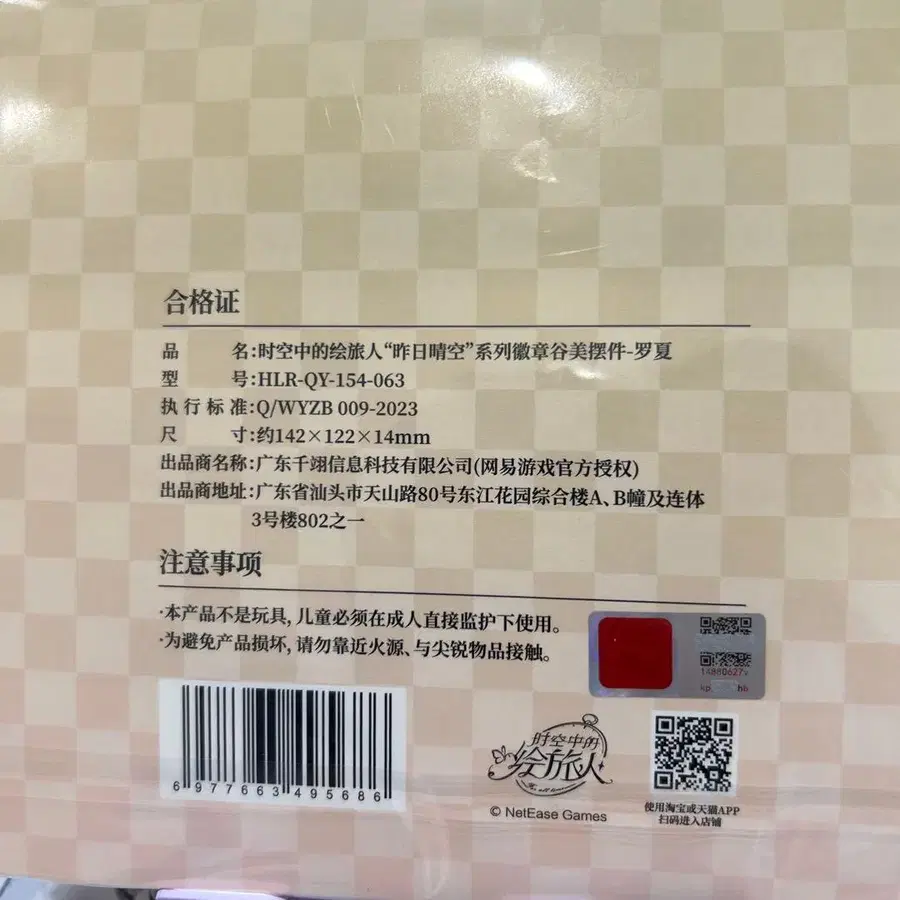 合格证
品 名:时空中的绘旅人“昨日晴空”系列徽章谷美摆件-罗夏
型 号:HLR-QY-154-063
执行标准:Q/WYZB 009-2023
尺 寸:约142×122×14mm
出品商名称:广东千翊信息科技有限公司(网易游戏官方授权)
出品商地址:广东省汕头市天山路80号东江花园综合楼A、B幢及连体
3号楼802之一
注意事项
·本产品不是玩具,儿童必须在成人直接监护下使用。
·为避免产品损坏,请勿靠近火源、与尖锐物品接触。
14880627
6977663495686
时空中的
绘旅人
© NetEase Games
使用淘宝或天猫APP
扫码进入店铺